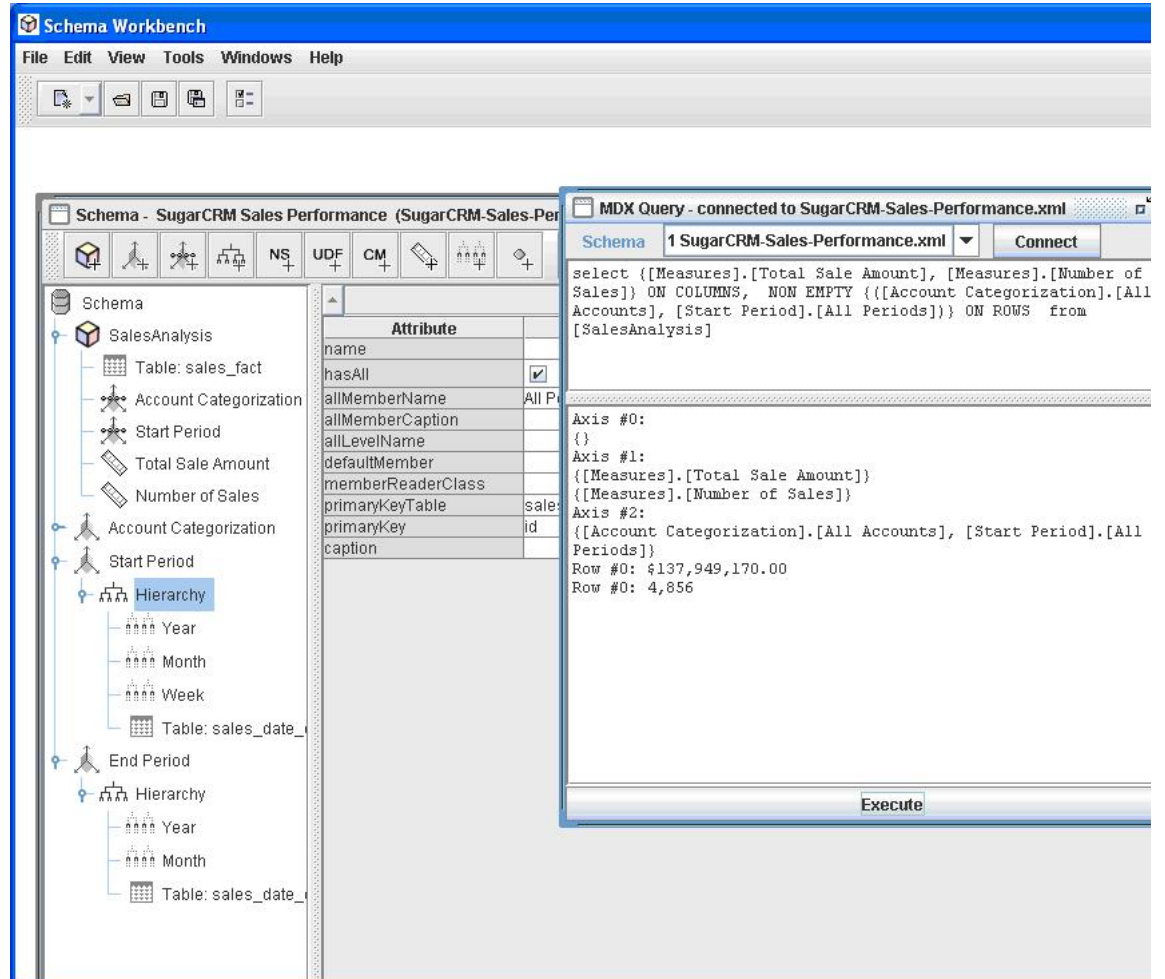 Schema Workbench
File Edit View Tools Windows Help
Schema - SugarCRM Sales Performance (SugarCRM-Sales-Per
NS UDF CM
Schema
SalesAnalysis
Table: sales_fact
Account Categorization
Start Period
Total Sale Amount
Number of Sales
Account Categorization
Start Period
Hierarchy
Year
Month
Week
Table: sales_date_
End Period
Hierarchy
Year
Month
Table: sales_date_
Attribute
name
hasAll
allMemberName All P
allMemberCaption
allLevelName
defaultMember
memberReaderClass
primaryKeyTable sales
primaryKey id
caption
MDX Query - connected to SugarCRM-Sales-Performance.xml
Schema 1 SugarCRM-Sales-Performance.xml Connect
select {[Measures].[Total Sale Amount], [Measures].[Number of
Sales]} ON COLUMNS, NON EMPTY {([Account Categorization].[All
Accounts], [Start Period].[All Periods])} ON ROWS from
[SalesAnalysis]
Axis #0:
{}
Axis #1:
{[Measures].[Total Sale Amount]}
{[Measures].[Number of Sales]}
Axis #2:
{[Account Categorization].[All Accounts], [Start Period].[All
Periods]}
Row #0: $137,949,170.00
Row #0: 4,856
Execute